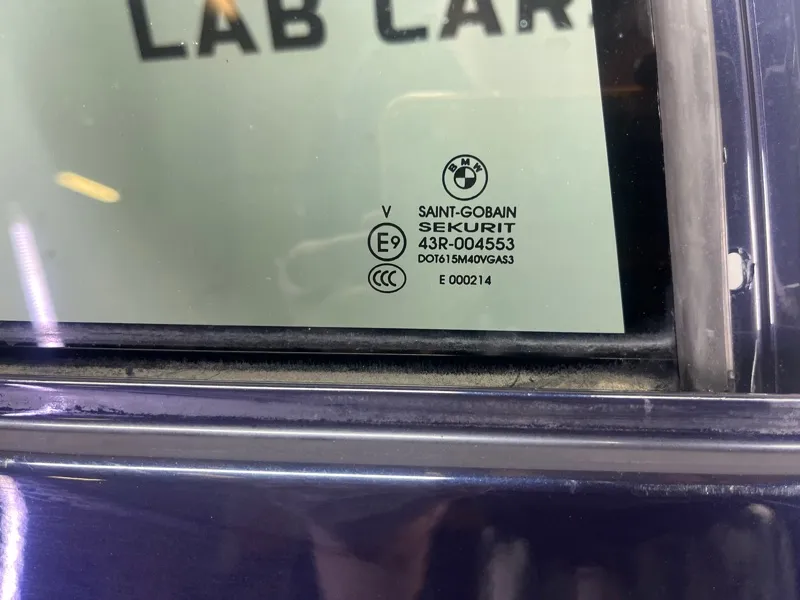 LAB CAR
BMW
V
SAINT-GOBAIN
SEKURIT
E9
43R-004553
DOT615M40VGAS3
CCC
E 000214